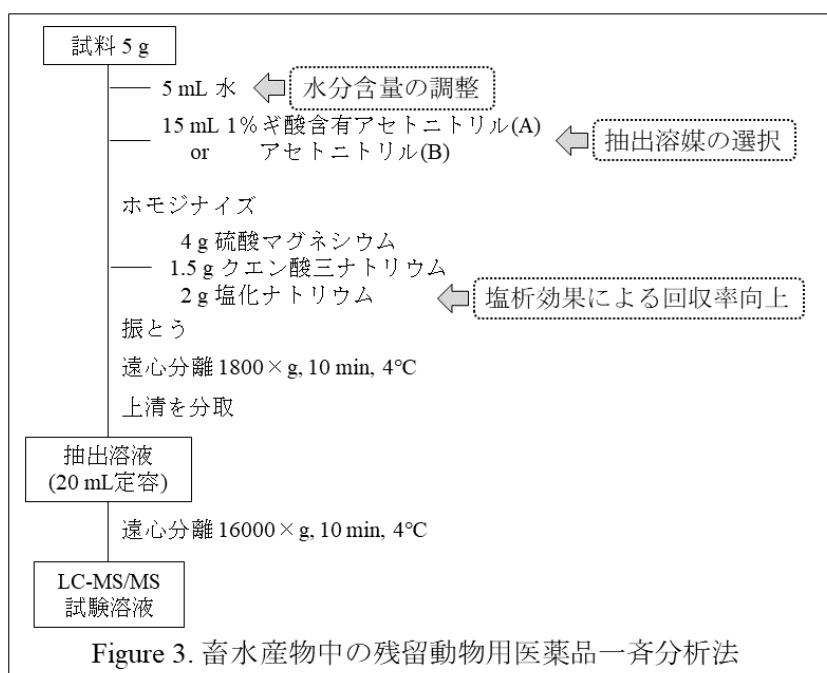 試料 5 g
5 mL 水
水分含量の調整
15 mL 1%ギ酸含有アセトニトリル(A)
or アセトニトリル(B)
抽出溶媒の選択
ホモジナイズ
4 g 硫酸マグネシウム
1.5 g クエン酸三ナトリウム
2 g 塩化ナトリウム
塩析効果による回収率向上
振とう
遠心分離 1800×g, 10 min, 4℃
上清を分取
抽出溶液
(20 mL定容)
遠心分離 16000×g, 10 min, 4℃
LC-MS/MS
試験溶液
Figure 3. 畜水産物中の残留動物用医薬品一斉分析法